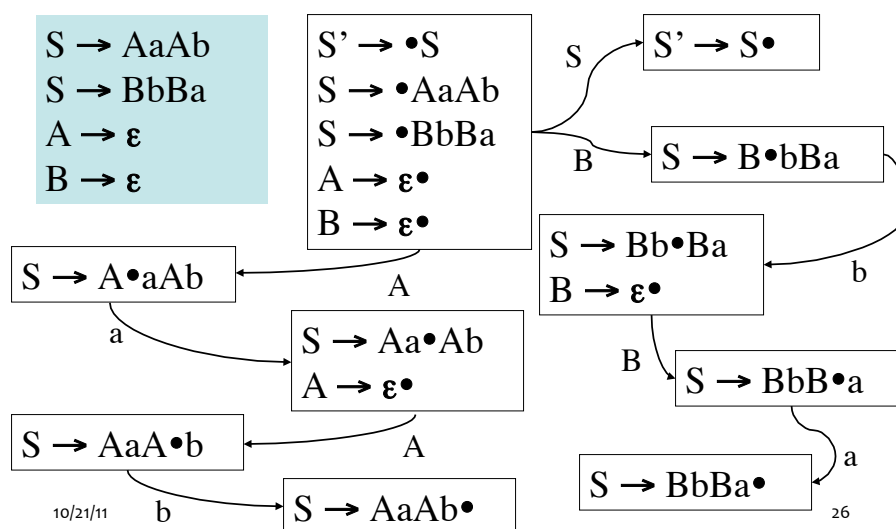 S → AaAb
S → BbBa
A → ε
B → ε
S’ → •S
S → •AaAb
S → •BbBa
A → ε•
B → ε•
S
S’ → S•
B
S → B•bBa
b
S → Bb•Ba
B → ε•
A
S → A•aAb
a
S → Aa•Ab
A → ε•
B
S → BbB•a
A
S → AaA•b
a
S → BbBa•
b
S → AaAb•
10/21/11
26